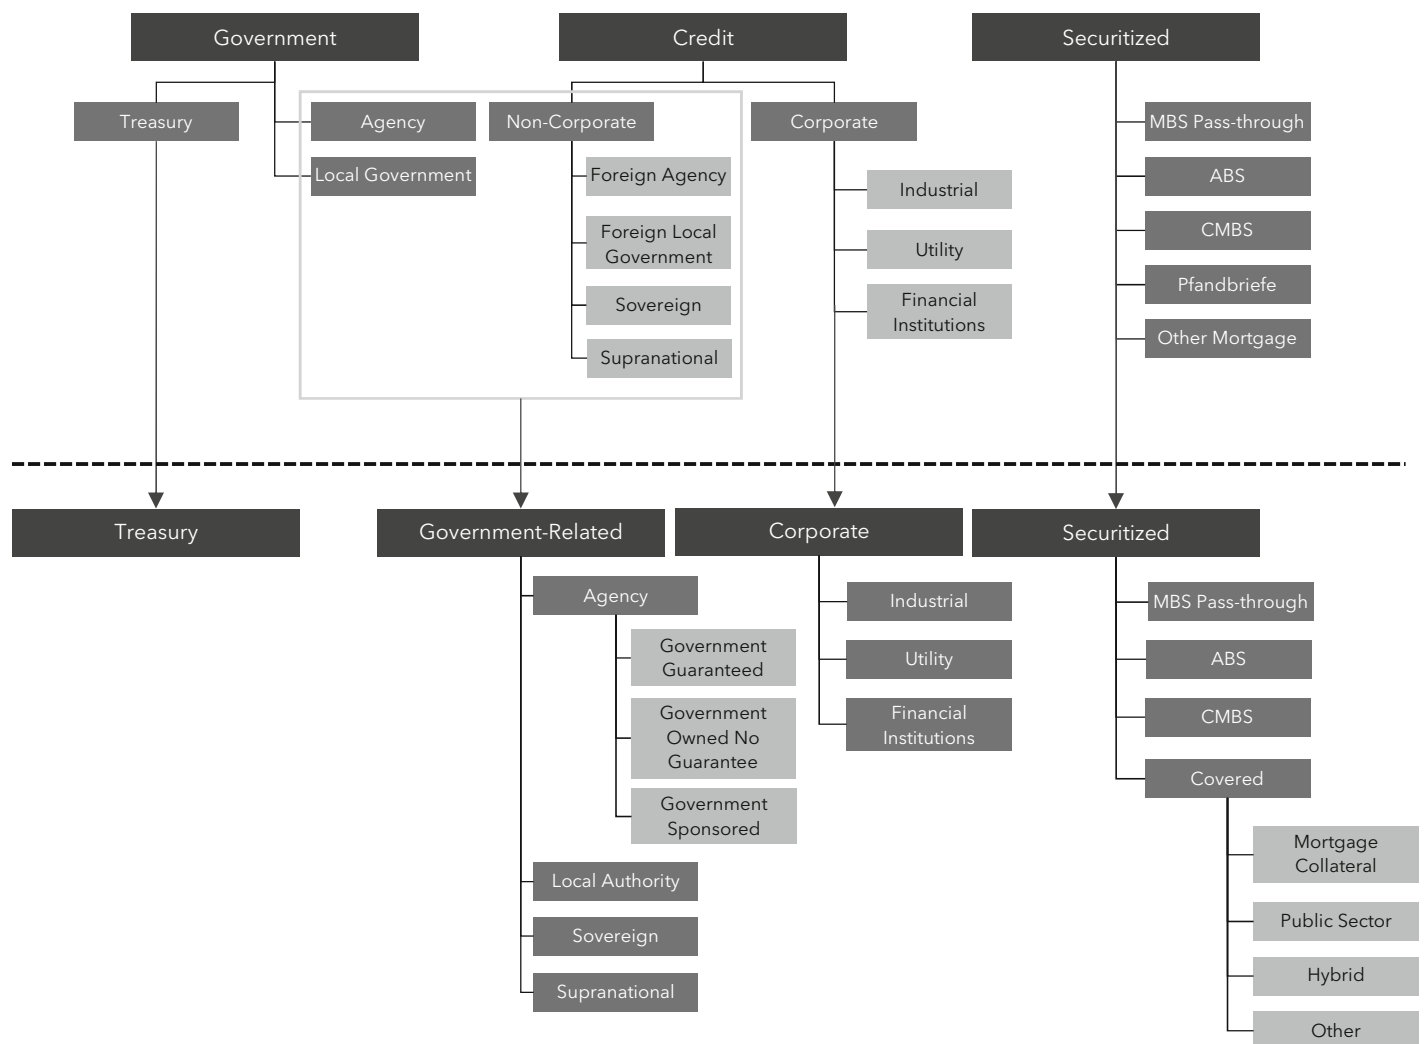 Government
Credit
Securitized
Treasury
Agency
Local Government
Non-Corporate
Foreign Agency
Foreign Local
Government
Sovereign
Supranational
Corporate
Industrial
Utility
Financial
Institutions
MBS Pass-through
ABS
CMBS
Pfandbriefe
Other Mortgage
Treasury
Government-Related
Corporate
Securitized
Agency
Government
Guaranteed
Government
Owned No
Guarantee
Government
Sponsored
Local Authority
Sovereign
Supranational
Industrial
Utility
Financial
Institutions
MBS Pass-through
ABS
CMBS
Covered
Mortgage
Collateral
Public Sector
Hybrid
Other